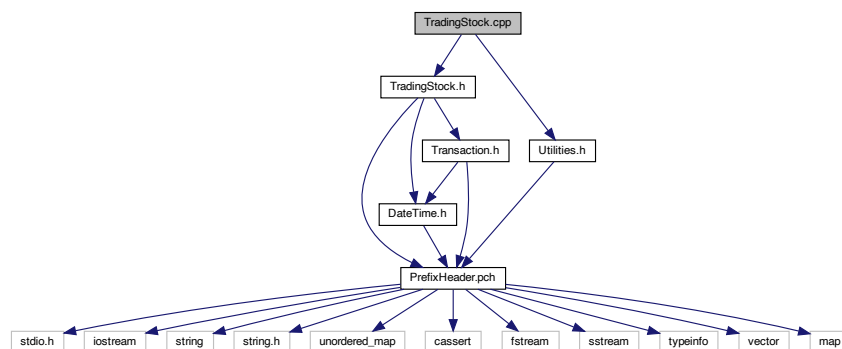 TradingStock.cpp
TradingStock.h
Transaction.h
Utilities.h
DateTime.h
PrefixHeader.pch
stdio.h
iostream
string
string.h
unordered_map
cassert
fstream
sstream
typeinfo
vector
map